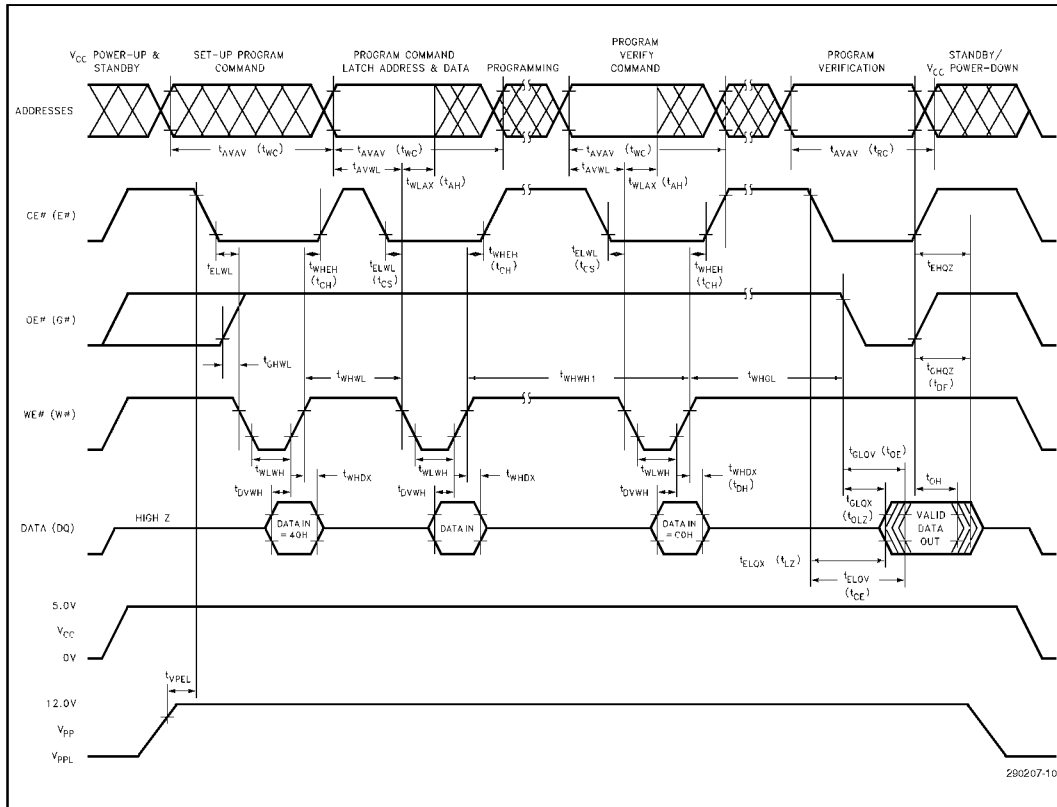 VCC POWER-UP & STANDBY
SET-UP PROGRAM COMMAND
PROGRAM COMMAND LATCH ADDRESS & DATA
PROGRAMMING
PROGRAM VERIFY COMMAND
PROGRAM VERIFICATION
STANDBY/ VCC POWER-DOWN
ADDRESSES
tAVAV (tWC)
tAVAV (tWC)
tAVAV (tWC)
tAVAV (tRC)
tAVWL
tWLAX (tAH)
tAVWL
tWLAX (tAH)
CE# (E#)
tELWL
tWHEH (tCH)
tELWL (tCS)
tWHEH (tCH)
tELWL (tCS)
tWHEH (tCH)
tEHQZ
OE# (G#)
tGHWL
tWHWL
tWHWH1
tWHGL
tGHQZ (tDF)
WE# (W#)
tWLWH
tWHDX
tWLWH
tWHDX
tWLWH
tWHDX (tDH)
tGLQV (tOE)
tDVWH
tDVWH
tDVWH
tGLQX (tOLZ)
tOH
DATA (DQ)
HIGH Z
DATA IN = 40H
DATA IN
DATA IN = C0H
VALID DATA OUT
tELQX (tLZ)
tELQV (tCE)
5.0V
VCC
0V
tVPEL
12.0V
VPP
VPPL
290207-10